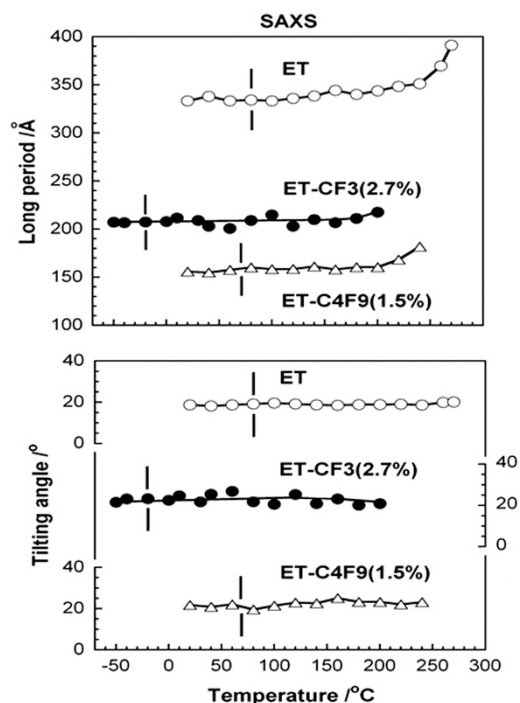 SAXS
400
350
300
250
200
150
100
Long period /Å
ET
ET-CF3(2.7%)
ET-C4F9(1.5%)
40
20
0
40
20
0
40
20
0
Tilting angle /°
ET
ET-CF3(2.7%)
ET-C4F9(1.5%)
-50 0 50 100 150 200 250 300
Temperature /°C